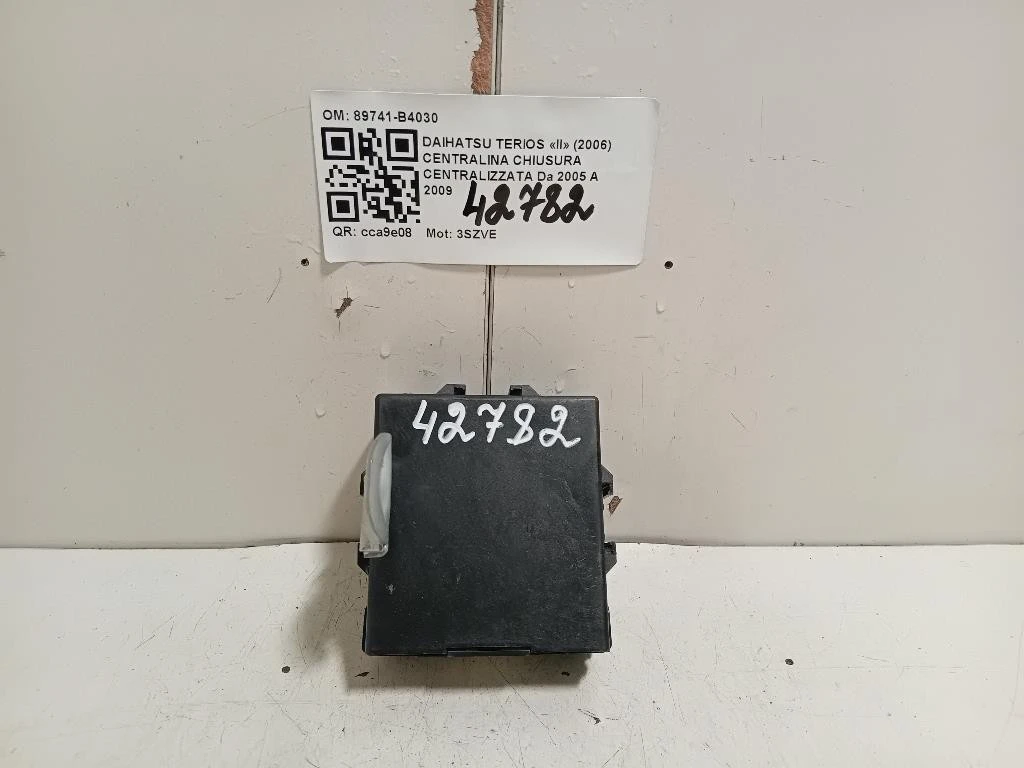 OM: 89741-B4030
DAIHATSU TERIOS «II» (2006)
CENTRALINA CHIUSURA
CENTRALIZZATA Da 2005 A
2009
42782
QR: cca9e08 Mot: 3SZVE
42782